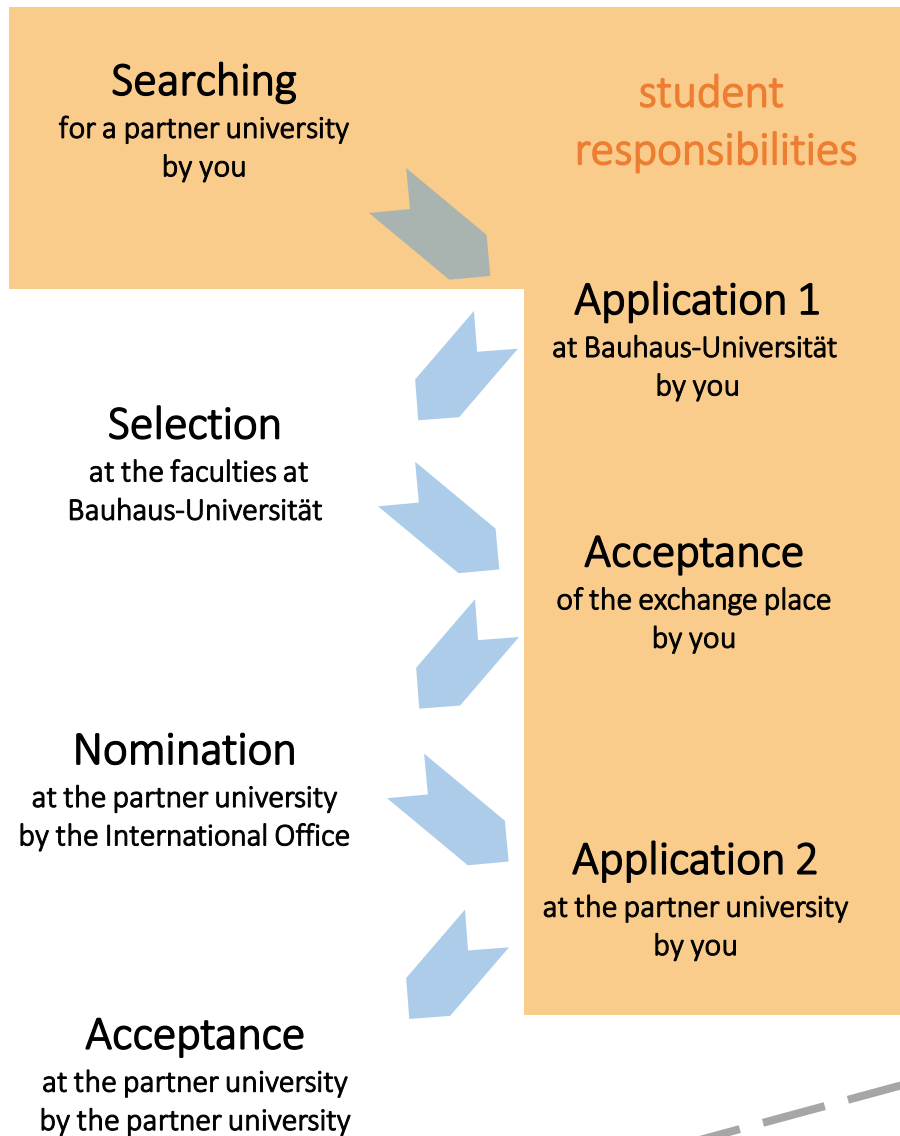 Searching
for a partner university
by you
student
responsibilities
Application 1
at Bauhaus-Universität
by you
Selection
at the faculties at
Bauhaus-Universität
Acceptance
of the exchange place
by you
Nomination
at the partner university
by the International Office
Application 2
at the partner university
by you
Acceptance
at the partner university
by the partner university